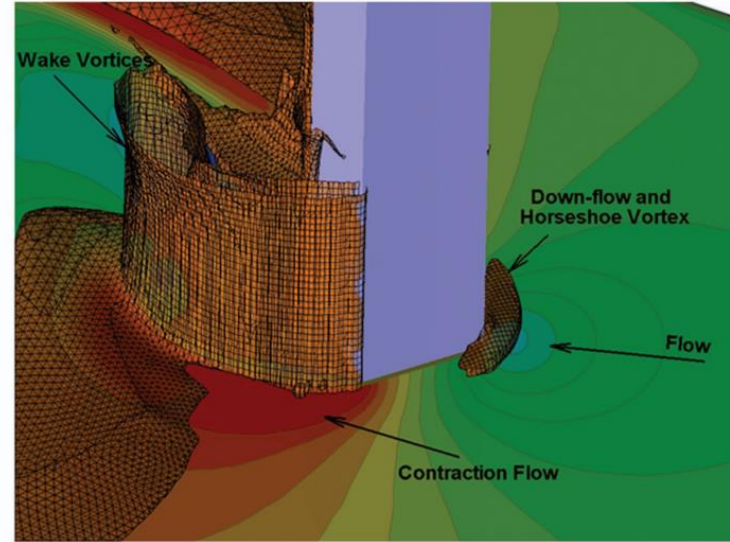 Wake Vortices
Down-flow and
Horseshoe Vortex
Flow
Contraction Flow